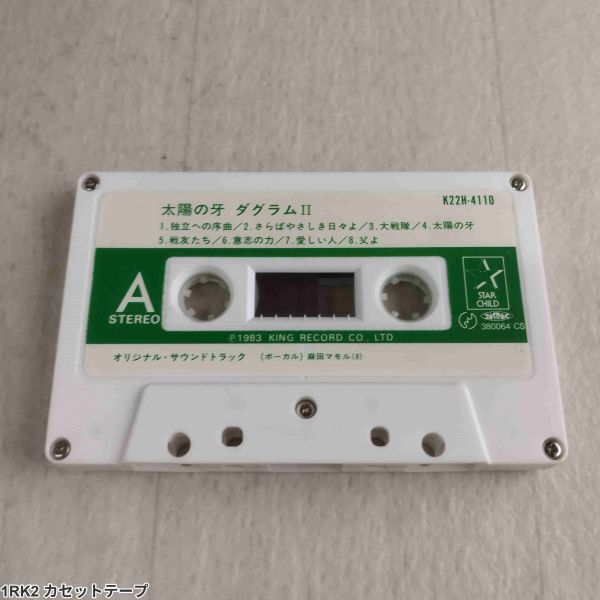 K22H-4110
太陽の牙 ダグラムⅡ
1.独立への序曲/2.さらばやさしき日々よ/3.大戦隊/4.太陽の牙
5.戦友たち/6.意志の力/7.愛しい人/8.父よ
A
STEREO
STAR
CHILD
380064 CS
Ⓟ1983 KING RECORD CO., LTD
オリジナル・サウンドトラック (ボーカル) 麻田マモル(8)
1RK2 カセットテープ